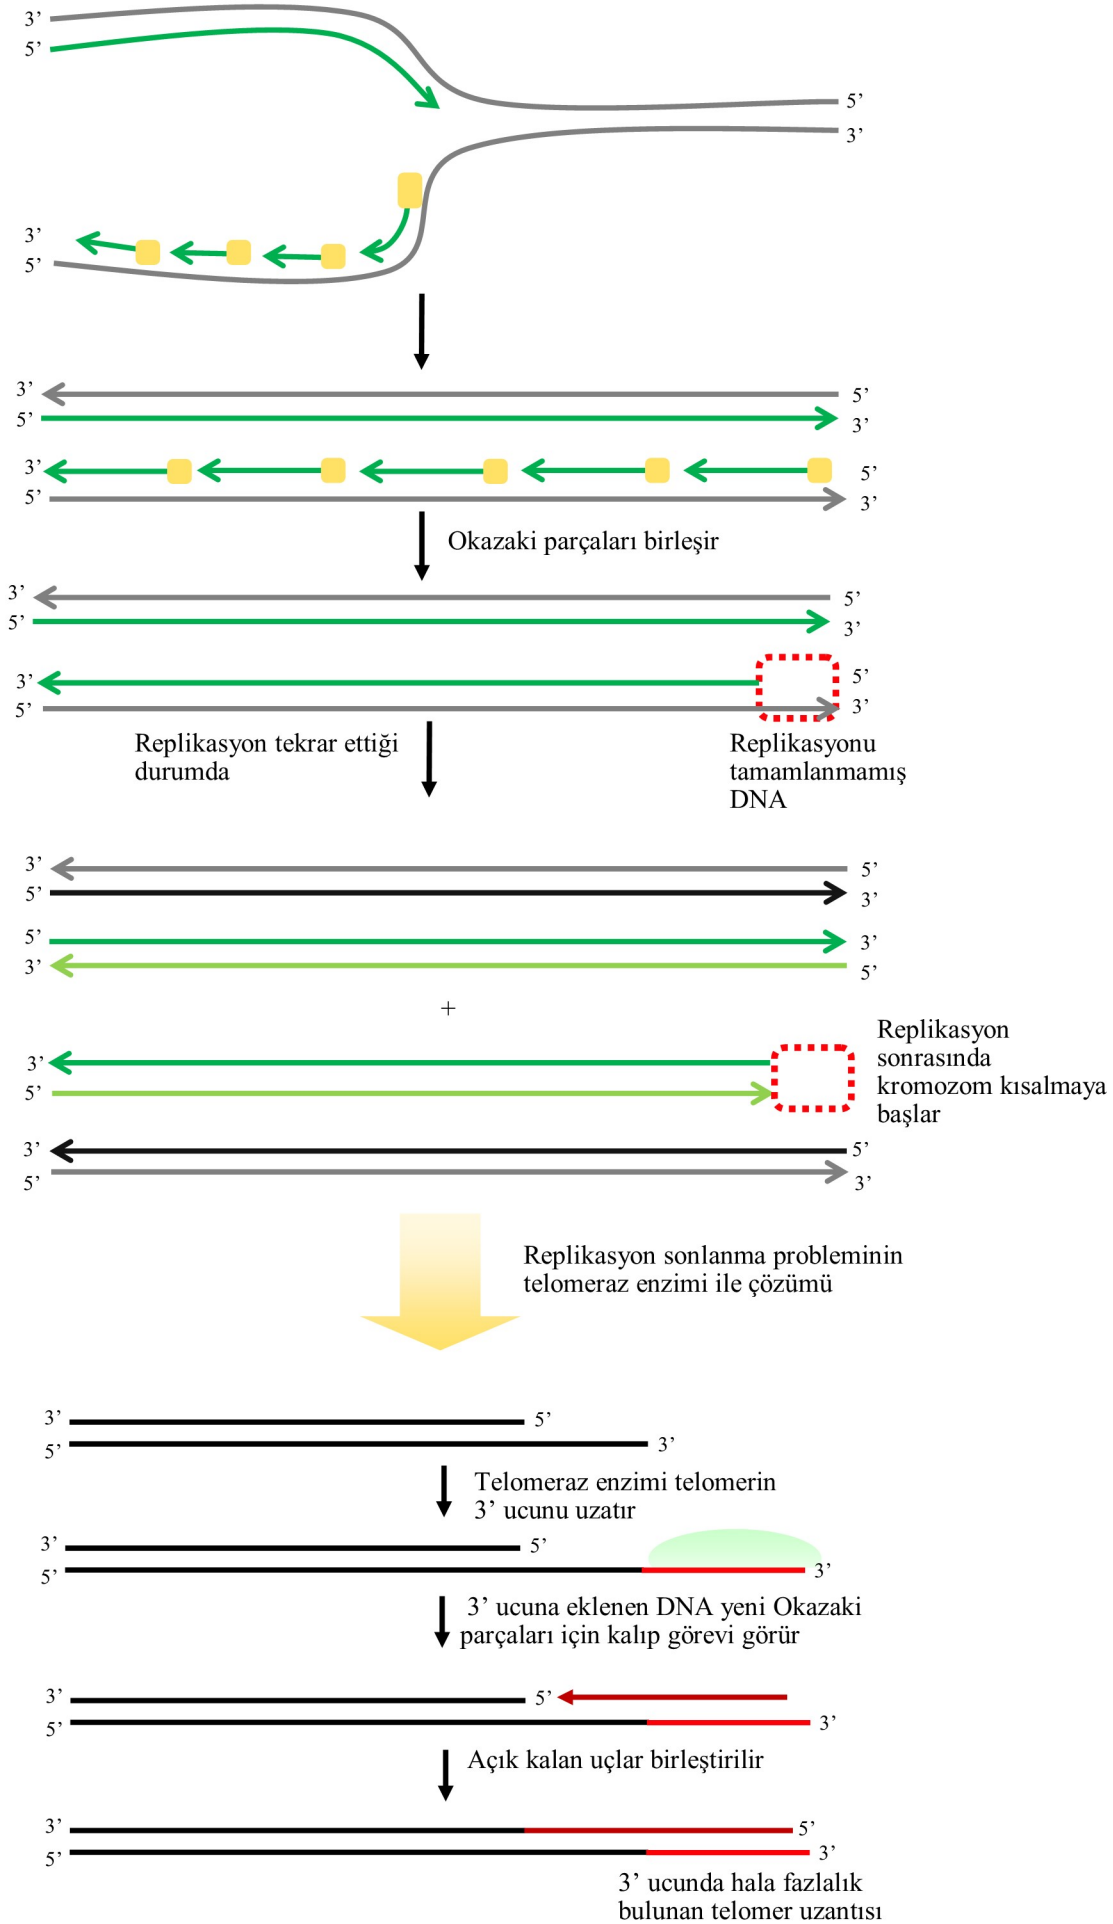 3’
5’
5’
3’
3’
5’
3’
5’
5’
3’
3’
5’
5’
3’
Okazaki parçaları birleşir
3’
5’
5’
3’
3’
5’
5’
3’
Replikasyon tekrar ettiği
durumda
Replikasyonu
tamamlanmamış
DNA
3’
5’
5’
3’
5’
3’
3’
5’
+
Replikasyon
sonrasında
kromozom kısalmaya
başlar
3’
5’
3’
5’
5’
3’
Replikasyon sonlanma probleminin
telomeraz enzimi ile çözümü
3’
5’
5’
3’
Telomeraz enzimi telomerin
3’ ucunu uzatır
3’
5’
5’
3’
3’ ucuna eklenen DNA yeni Okazaki
parçaları için kalıp görevi görür
3’
5’
5’
3’
Açık kalan uçlar birleştirilir
3’
5’
5’
3’
3’ ucunda hala fazlalık
bulunan telomer uzantısı